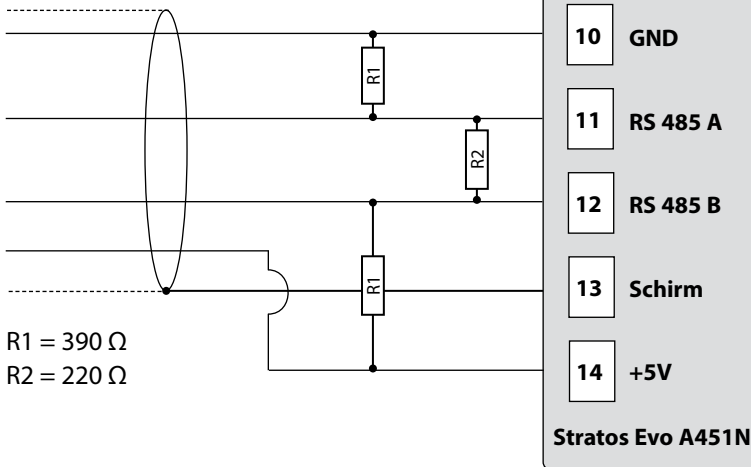 10 GND
R1
11 RS 485 A
R2
12 RS 485 B
R1
13 Schirm
R1 = 390 Ω
R2 = 220 Ω
14 +5V
Stratos Evo A451N